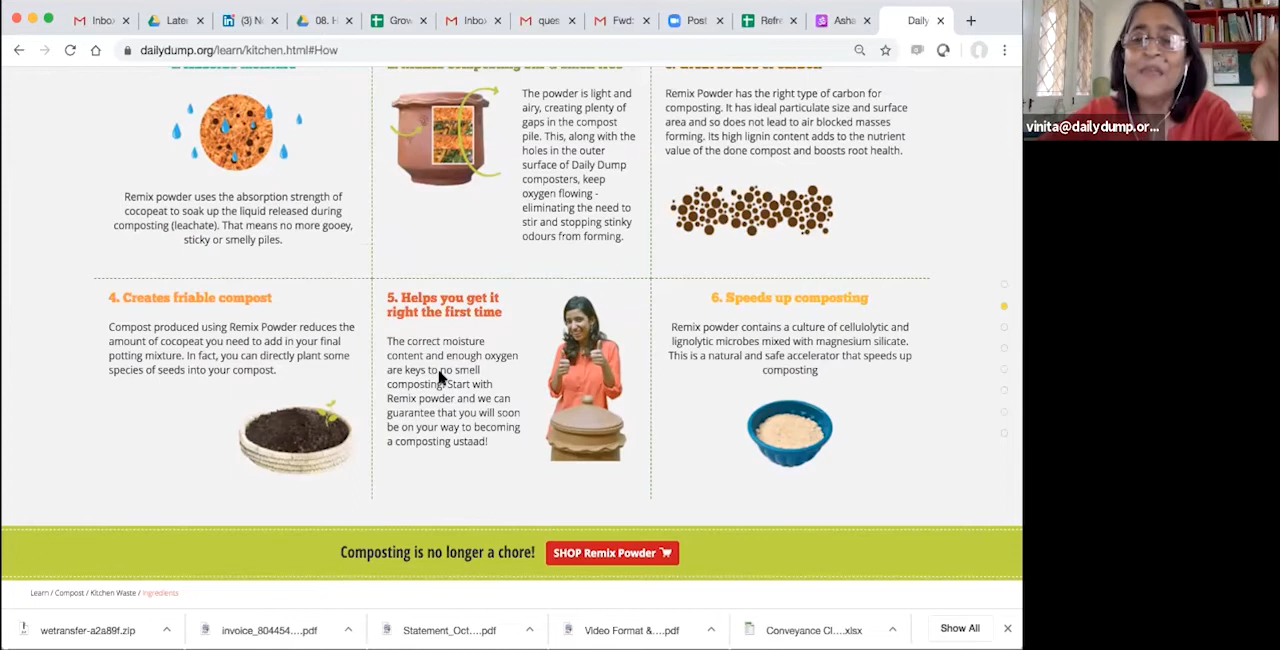 Inbo
Late
(3) N
08. H
Grov
Inbo
ques
Fwd:
Post
Refr
Asha
Daily
dailydump.org/learn/kitchen.html#How
vinita@dailydump.or...
The powder is light and
airy, creating plenty of
gaps in the compost
pile. This, along with the
holes in the outer
surface of Daily Dump
composters, keep
oxygen flowing -
eliminating the need to
stir and stopping stinky
odours from forming.
Remix Powder has the right type of carbon for
composting. It has ideal particulate size and surface
area and so does not lead to air blocked masses
forming. Its high lignin content adds to the nutrient
value of the done compost and boosts root health.
Remix powder uses the absorption strength of
cocopeat to soak up the liquid released during
composting (leachate). That means no more gooey,
sticky or smelly piles.
4. Creates friable compost
Compost produced using Remix Powder reduces the
amount of cocopeat you need to add in your final
potting mixture. In fact, you can directly plant some
species of seeds into your compost.
5. Helps you get it
right the first time
The correct moisture
content and enough oxygen
are keys to no smell
composting. Start with
Remix powder and we can
guarantee that you will soon
be on your way to becoming
a composting ustaad!
6. Speeds up composting
Remix powder contains a culture of cellulolytic and
lignolytic microbes mixed with magnesium silicate.
This is a natural and safe accelerator that speeds up
composting
Composting is no longer a chore!
SHOP Remix Powder
Learn / Compost / Kitchen Waste / Ingredients
wetransfer-a2a89f.zip
invoice_804454....pdf
Statement_Oct....pdf
Video Format &....pdf
Conveyance Cl....xlsx
Show All